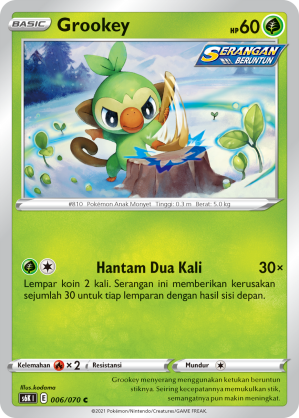 BASIC Grookey HP60
SERANGAN
BERUNTUN
#810 Pokémon Anak Monyet Tinggi: 0.3 m Berat: 5.0 kg
Hantam Dua Kali 30×
Lempar koin 2 kali. Serangan ini memberikan kerusakan
sejumlah 30 untuk tiap lemparan dengan hasil sisi depan.
Kelemahan ×2 Resistansi Mundur
Illus.kodama
s6K I E 006/070 C
Grookey menyerang menggunakan ketukan beruntun
stiknya. Seiring kecepatannya memukulkan stik,
semangatnya pun makin meningkat.
©2021 Pokémon/Nintendo/Creatures/GAME FREAK.